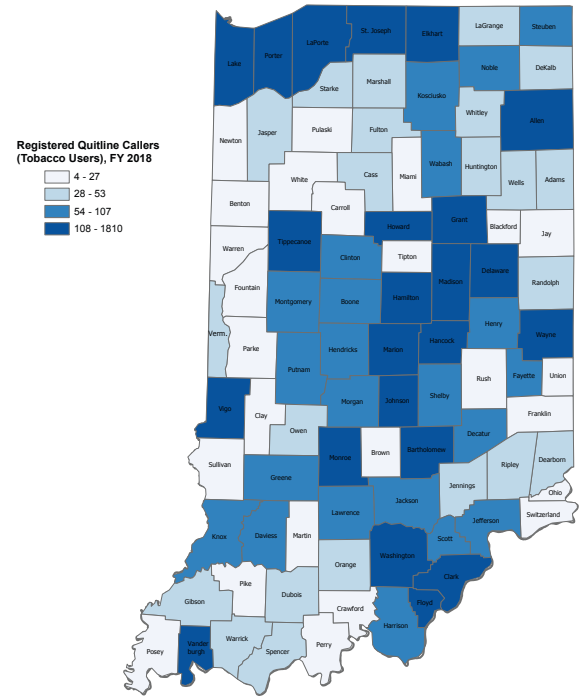 LaGrange
Steuben
St. Joseph
Elkhart
LaPorte
Porter
Lake
Noble
DeKalb
Marshall
Starke
Kosciusko
Whitley
Allen
Registered Quitline Callers
(Tobacco Users), FY 2018
4 - 27
28 - 53
54 - 107
108 - 1810
Newton
Jasper
Pulaski
Fulton
Wabash
Huntington
Miami
Cass
White
Wells
Adams
Benton
Carroll
Howard
Grant
Blackford
Jay
Tippecanoe
Warren
Clinton
Tipton
Madison
Delaware
Randolph
Fountain
Montgomery
Boone
Hamilton
Henry
Wayne
Verm.
Parke
Hendricks
Marion
Hancock
Putnam
Rush
Fayette
Union
Vigo
Clay
Morgan
Johnson
Shelby
Franklin
Owen
Decatur
Sullivan
Monroe
Brown
Bartholomew
Ripley
Dearborn
Greene
Jennings
Ohio
Jackson
Lawrence
Switzerland
Jefferson
Knox
Daviess
Martin
Scott
Washington
Orange
Clark
Pike
Gibson
Dubois
Crawford
Floyd
Harrison
Posey
Vander
burgh
Warrick
Spencer
Perry